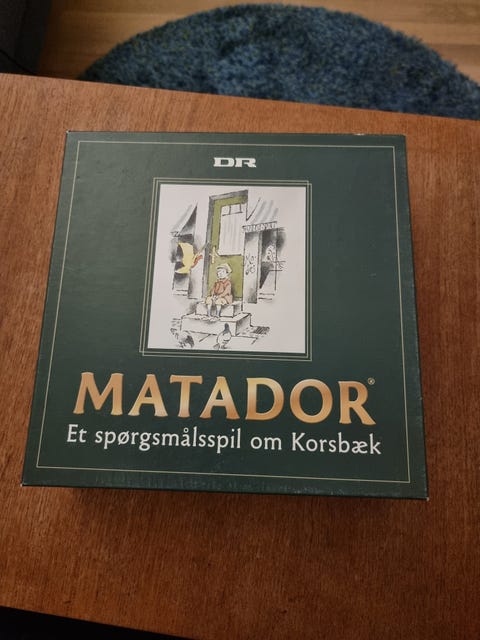 DR
MATADOR®
Et spørgsmålsspil om Korsbæk